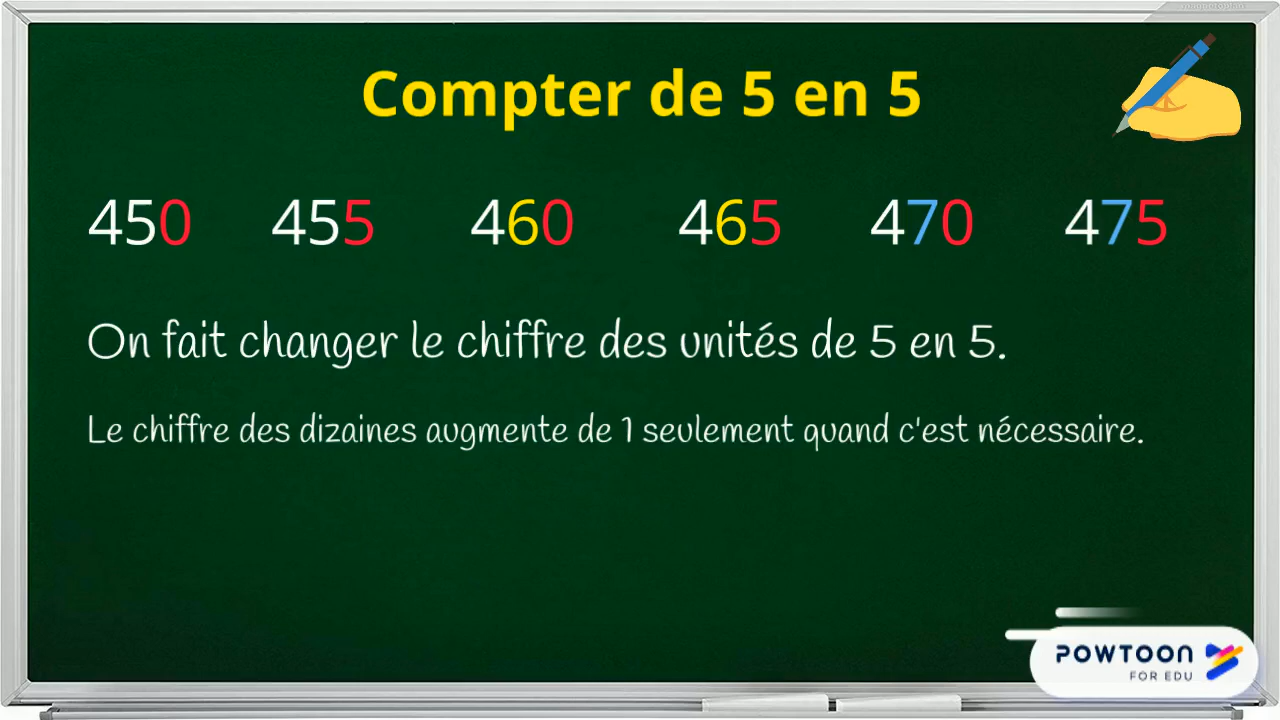 Compter de 5 en 5
450 455 460 465 470 475
On fait changer le chiffre des unités de 5 en 5.
Le chiffre des dizaines augmente de 1 seulement quand c'est nécessaire.
POWTOON
FOR EDU